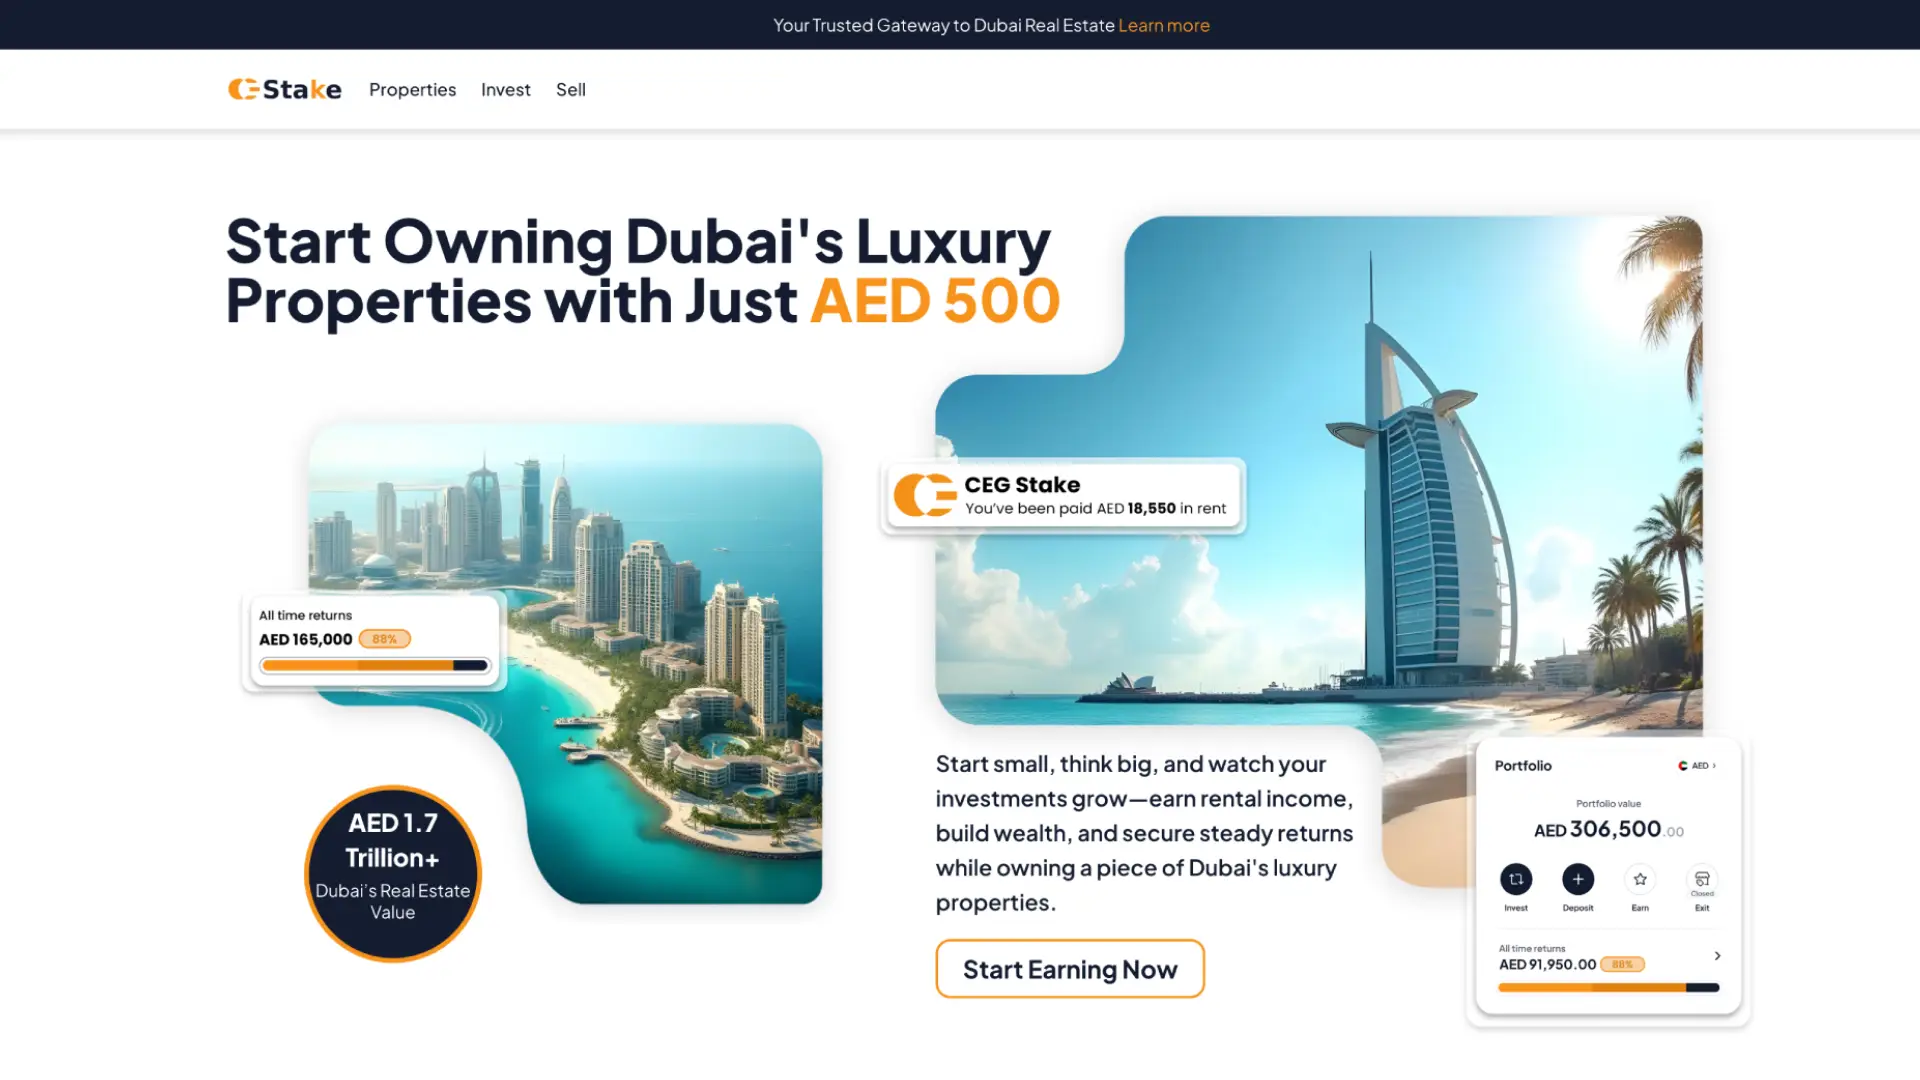 Your Trusted Gateway to Dubai Real Estate Learn more
Stake
Properties
Invest
Sell
Start Owning Dubai's Luxury
Properties with Just AED 500
CEG Stake
You've been paid AED 18,550 in rent
All time returns
AED 165,000 88%
AED 1.7
Trillion+
Dubai's Real Estate
Value
Start small, think big, and watch your
investments grow—earn rental income,
build wealth, and secure steady returns
while owning a piece of Dubai's luxury
properties.
Start Earning Now
Portfolio
AED
Portfolio value
AED 306,500.00
Closed
Invest
Deposit
Earn
Exit
All time returns
AED 91,950.00 88%